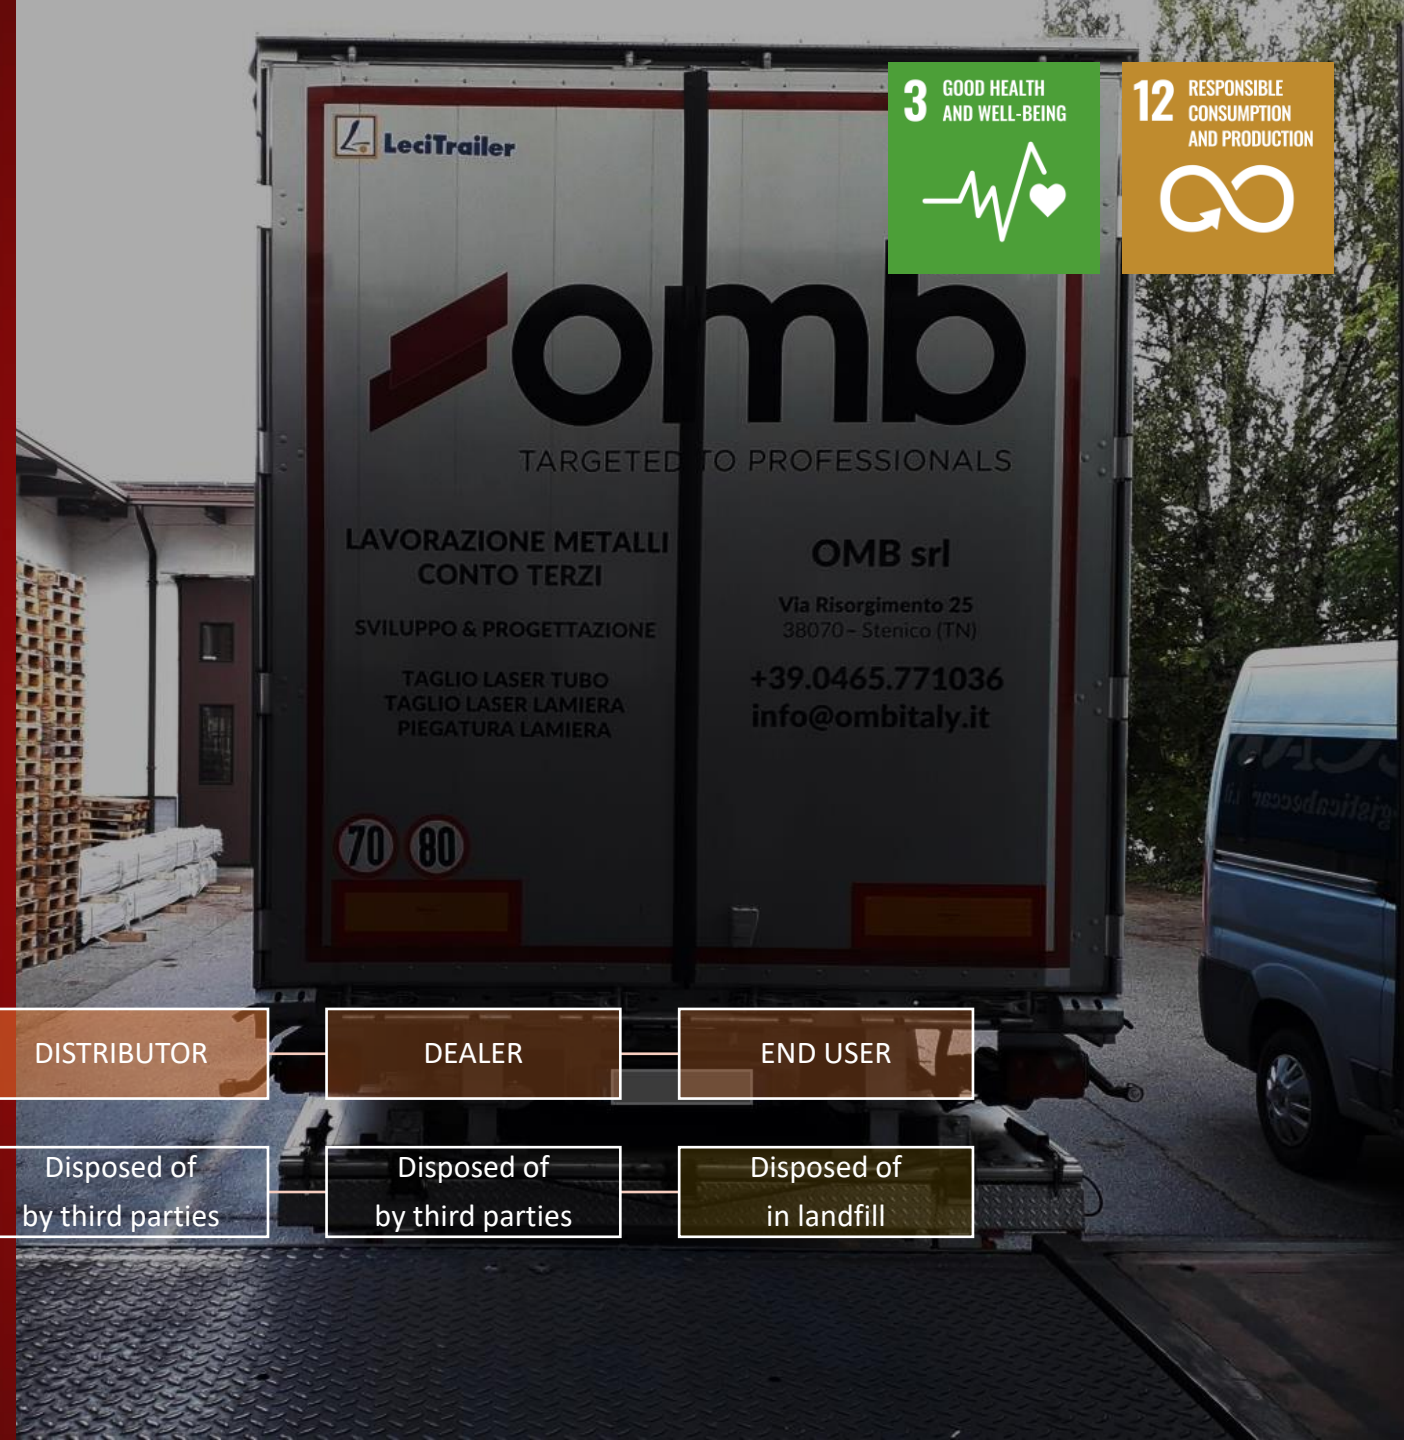 3 GOOD HEALTH
AND WELL-BEING
12 RESPONSIBLE
CONSUMPTION
AND PRODUCTION
LeciTrailer
omb
TARGETED TO PROFESSIONALS
LAVORAZIONE METALLI
CONTO TERZI
SVILUPPO & PROGETTAZIONE
TAGLIO LASER TUBO
TAGLIO LASER LAMIERA
PIEGATURA LAMIERA
OMB srl
Via Risorgimento 25
38070 – Stenico (TN)
+39.0465.771036
info@ombitaly.it
70 80
DISTRIBUTOR
DEALER
END USER
Disposed of
by third parties
Disposed of
by third parties
Disposed of
in landfill